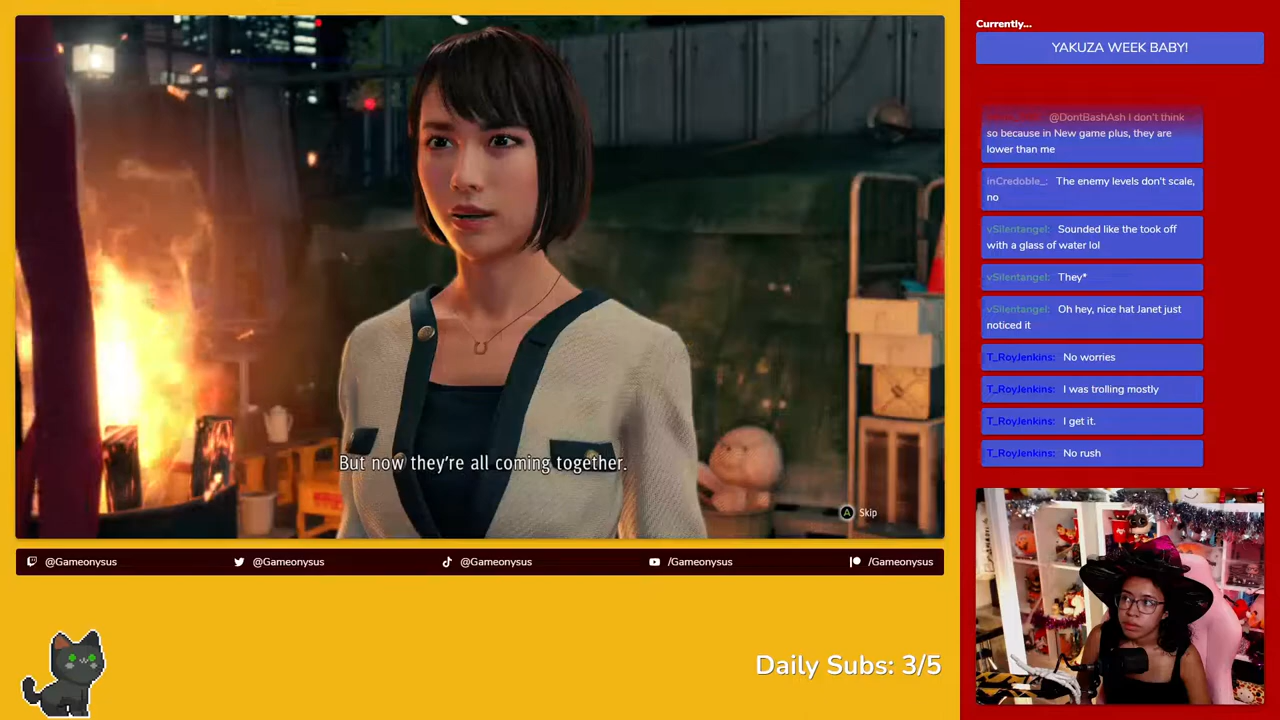 Currently...
YAKUZA WEEK BABY!
@DontBashAsh I don't think
so because in New game plus, they are
lower than me
inCredoble_: The enemy levels don't scale,
no
vSilentangel: Sounded like the took off
with a glass of water lol
vSilentangel: They*
vSilentangel: Oh hey, nice hat Janet just
noticed it
T_RoyJenkins: No worries
T_RoyJenkins: I was trolling mostly
T_RoyJenkins: I get it.
T_RoyJenkins: No rush
But now they're all coming together.
A Skip
@Gameonysus
@Gameonysus
@Gameonysus
/Gameonysus
/Gameonysus
Daily Subs: 3/5